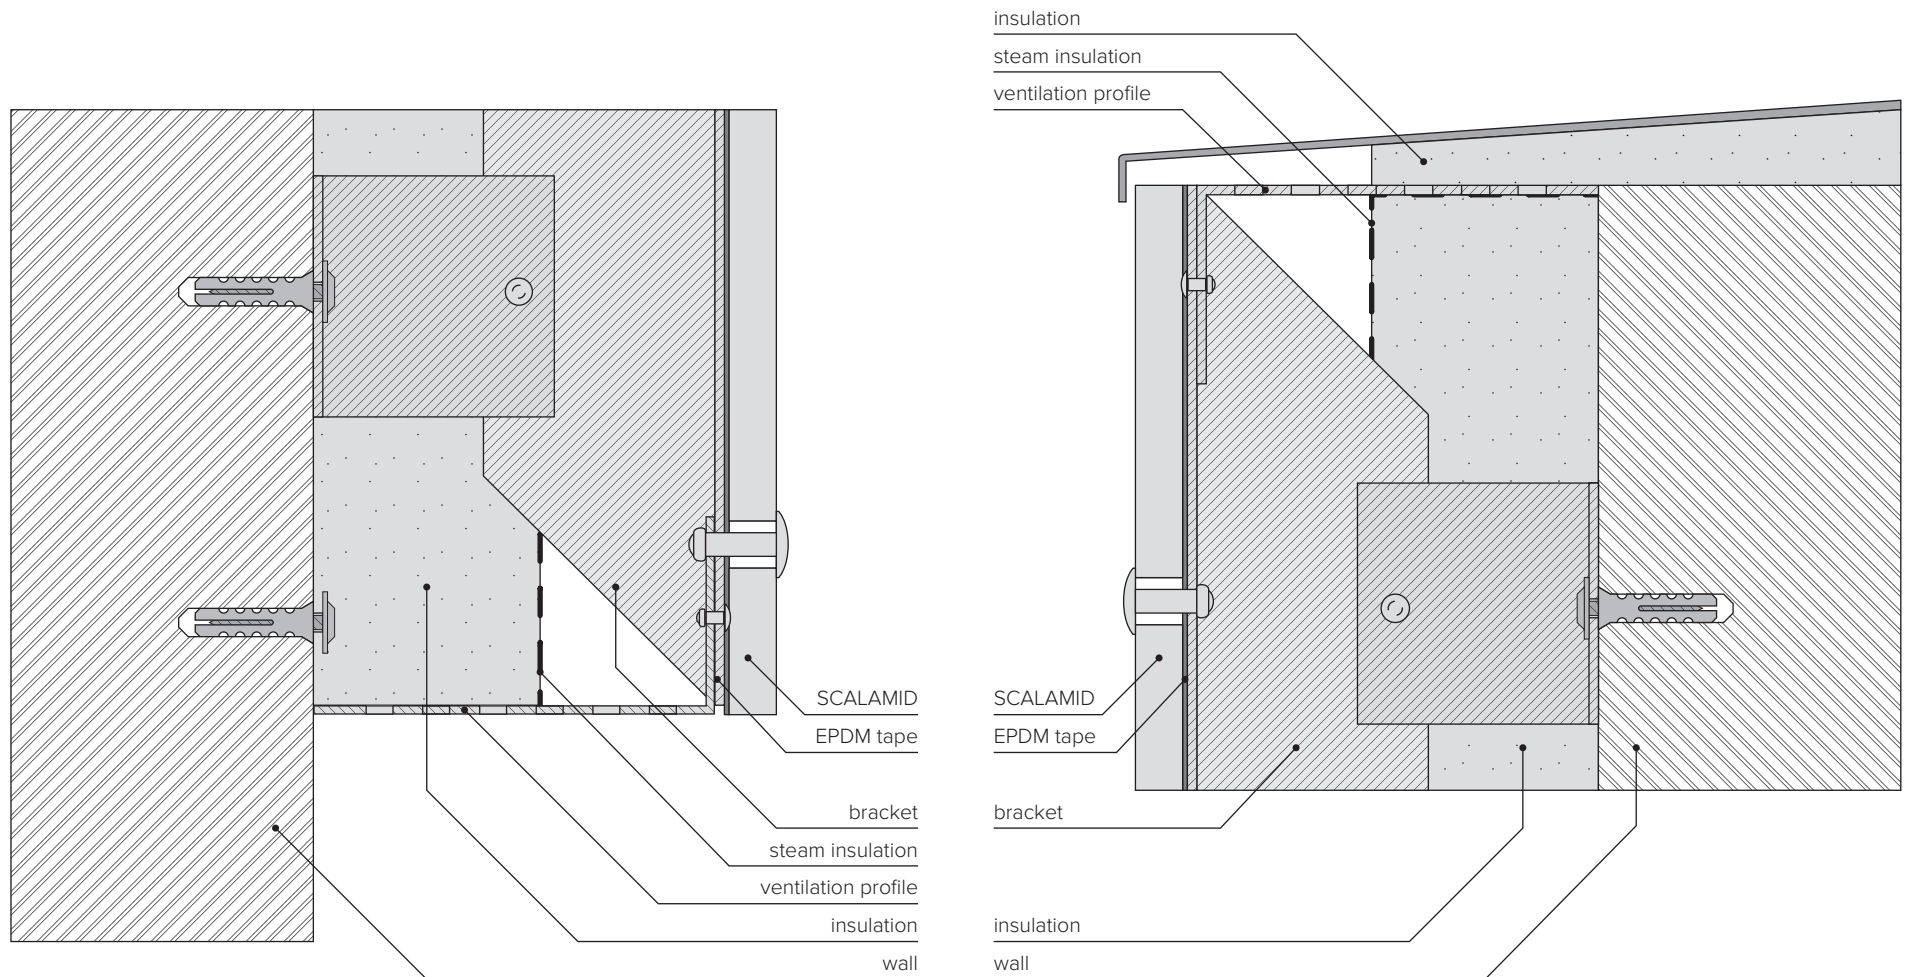 insulation
steam insulation
ventilation profile
SCALAMID
EPDM tape
bracket
steam insulation
ventilation profile
insulation
wall
SCALAMID
EPDM tape
bracket
insulation
wall